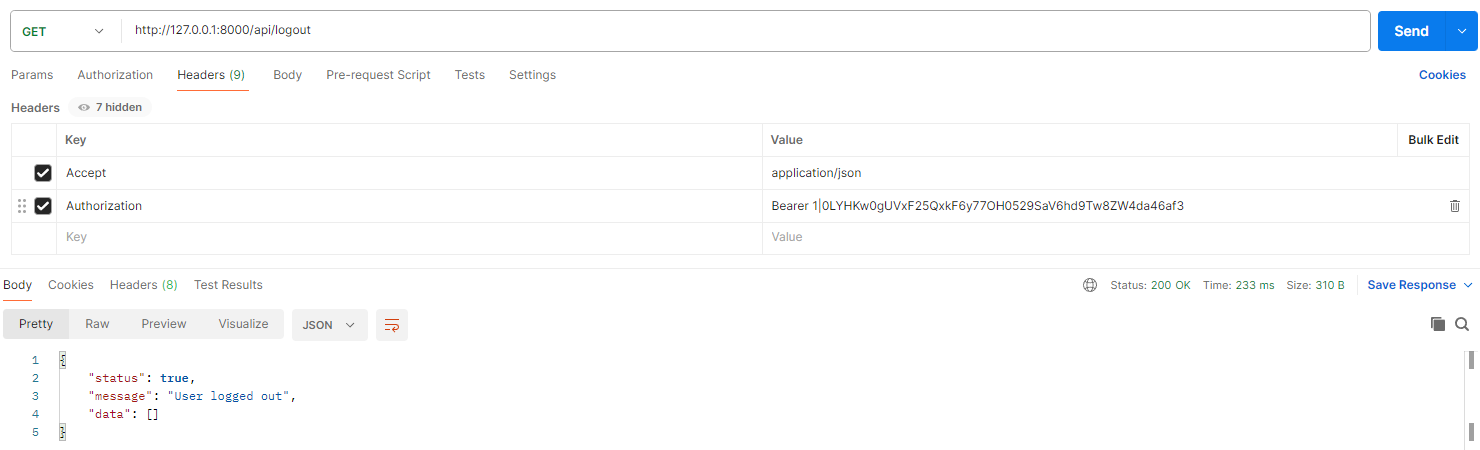 GET http://127.0.0.1:8000/api/logout Send
Params Authorization Headers (9) Body Pre-request Script Tests Settings Cookies
Headers 7 hidden
Key Value Bulk Edit
Accept application/json
Authorization Bearer 1|0LYHKw0gUVxF25QxkF6y77OH0529SaV6hd9Tw8ZW4da46af3
Key Value
Body Cookies Headers (8) Test Results Status: 200 OK Time: 233 ms Size: 310 B Save Response
Pretty Raw Preview Visualize JSON
1 {
2 "status": true,
3 "message": "User logged out",
4 "data": []
5 }